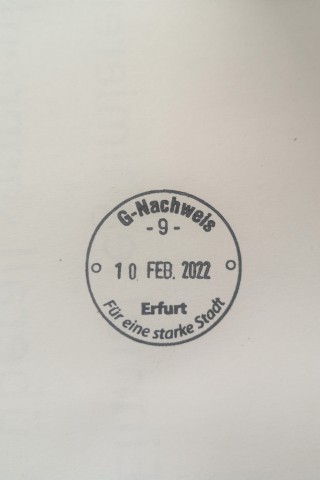 G-Nachweis
- 9 -
10. FEB. 2022
Erfurt
Für eine starke Stadt